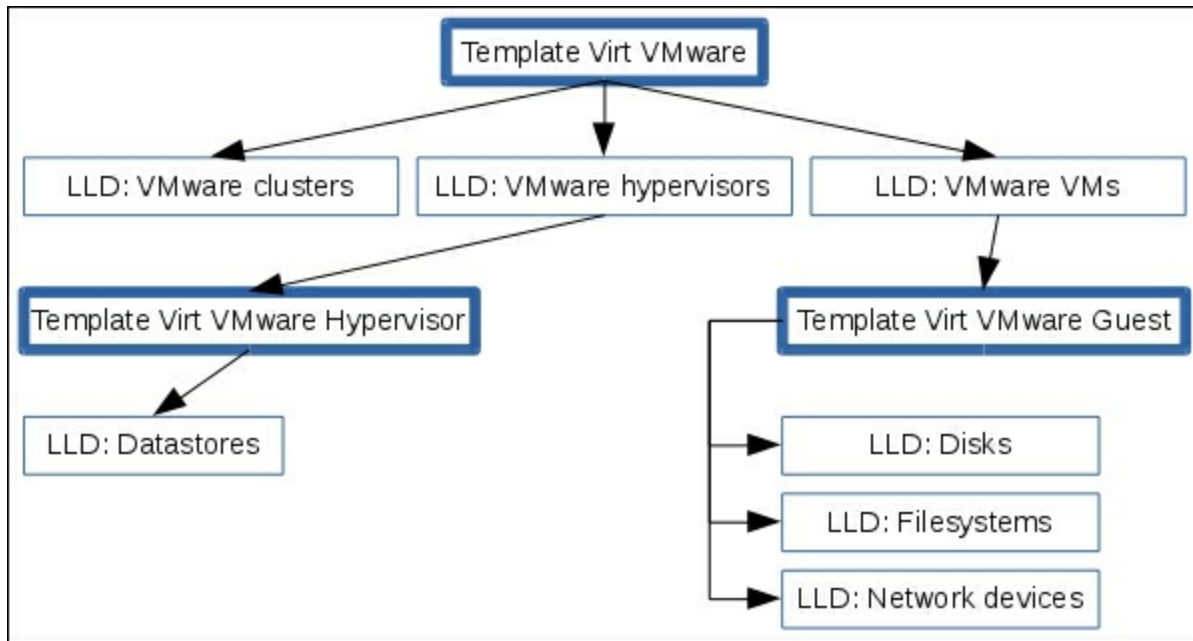 Template Virt VMware
LLD: VMware clusters
LLD: VMware hypervisors
LLD: VMware VMs
Template Virt VMware Hypervisor
Template Virt VMware Guest
LLD: Datastores
LLD: Disks
LLD: Filesystems
LLD: Network devices